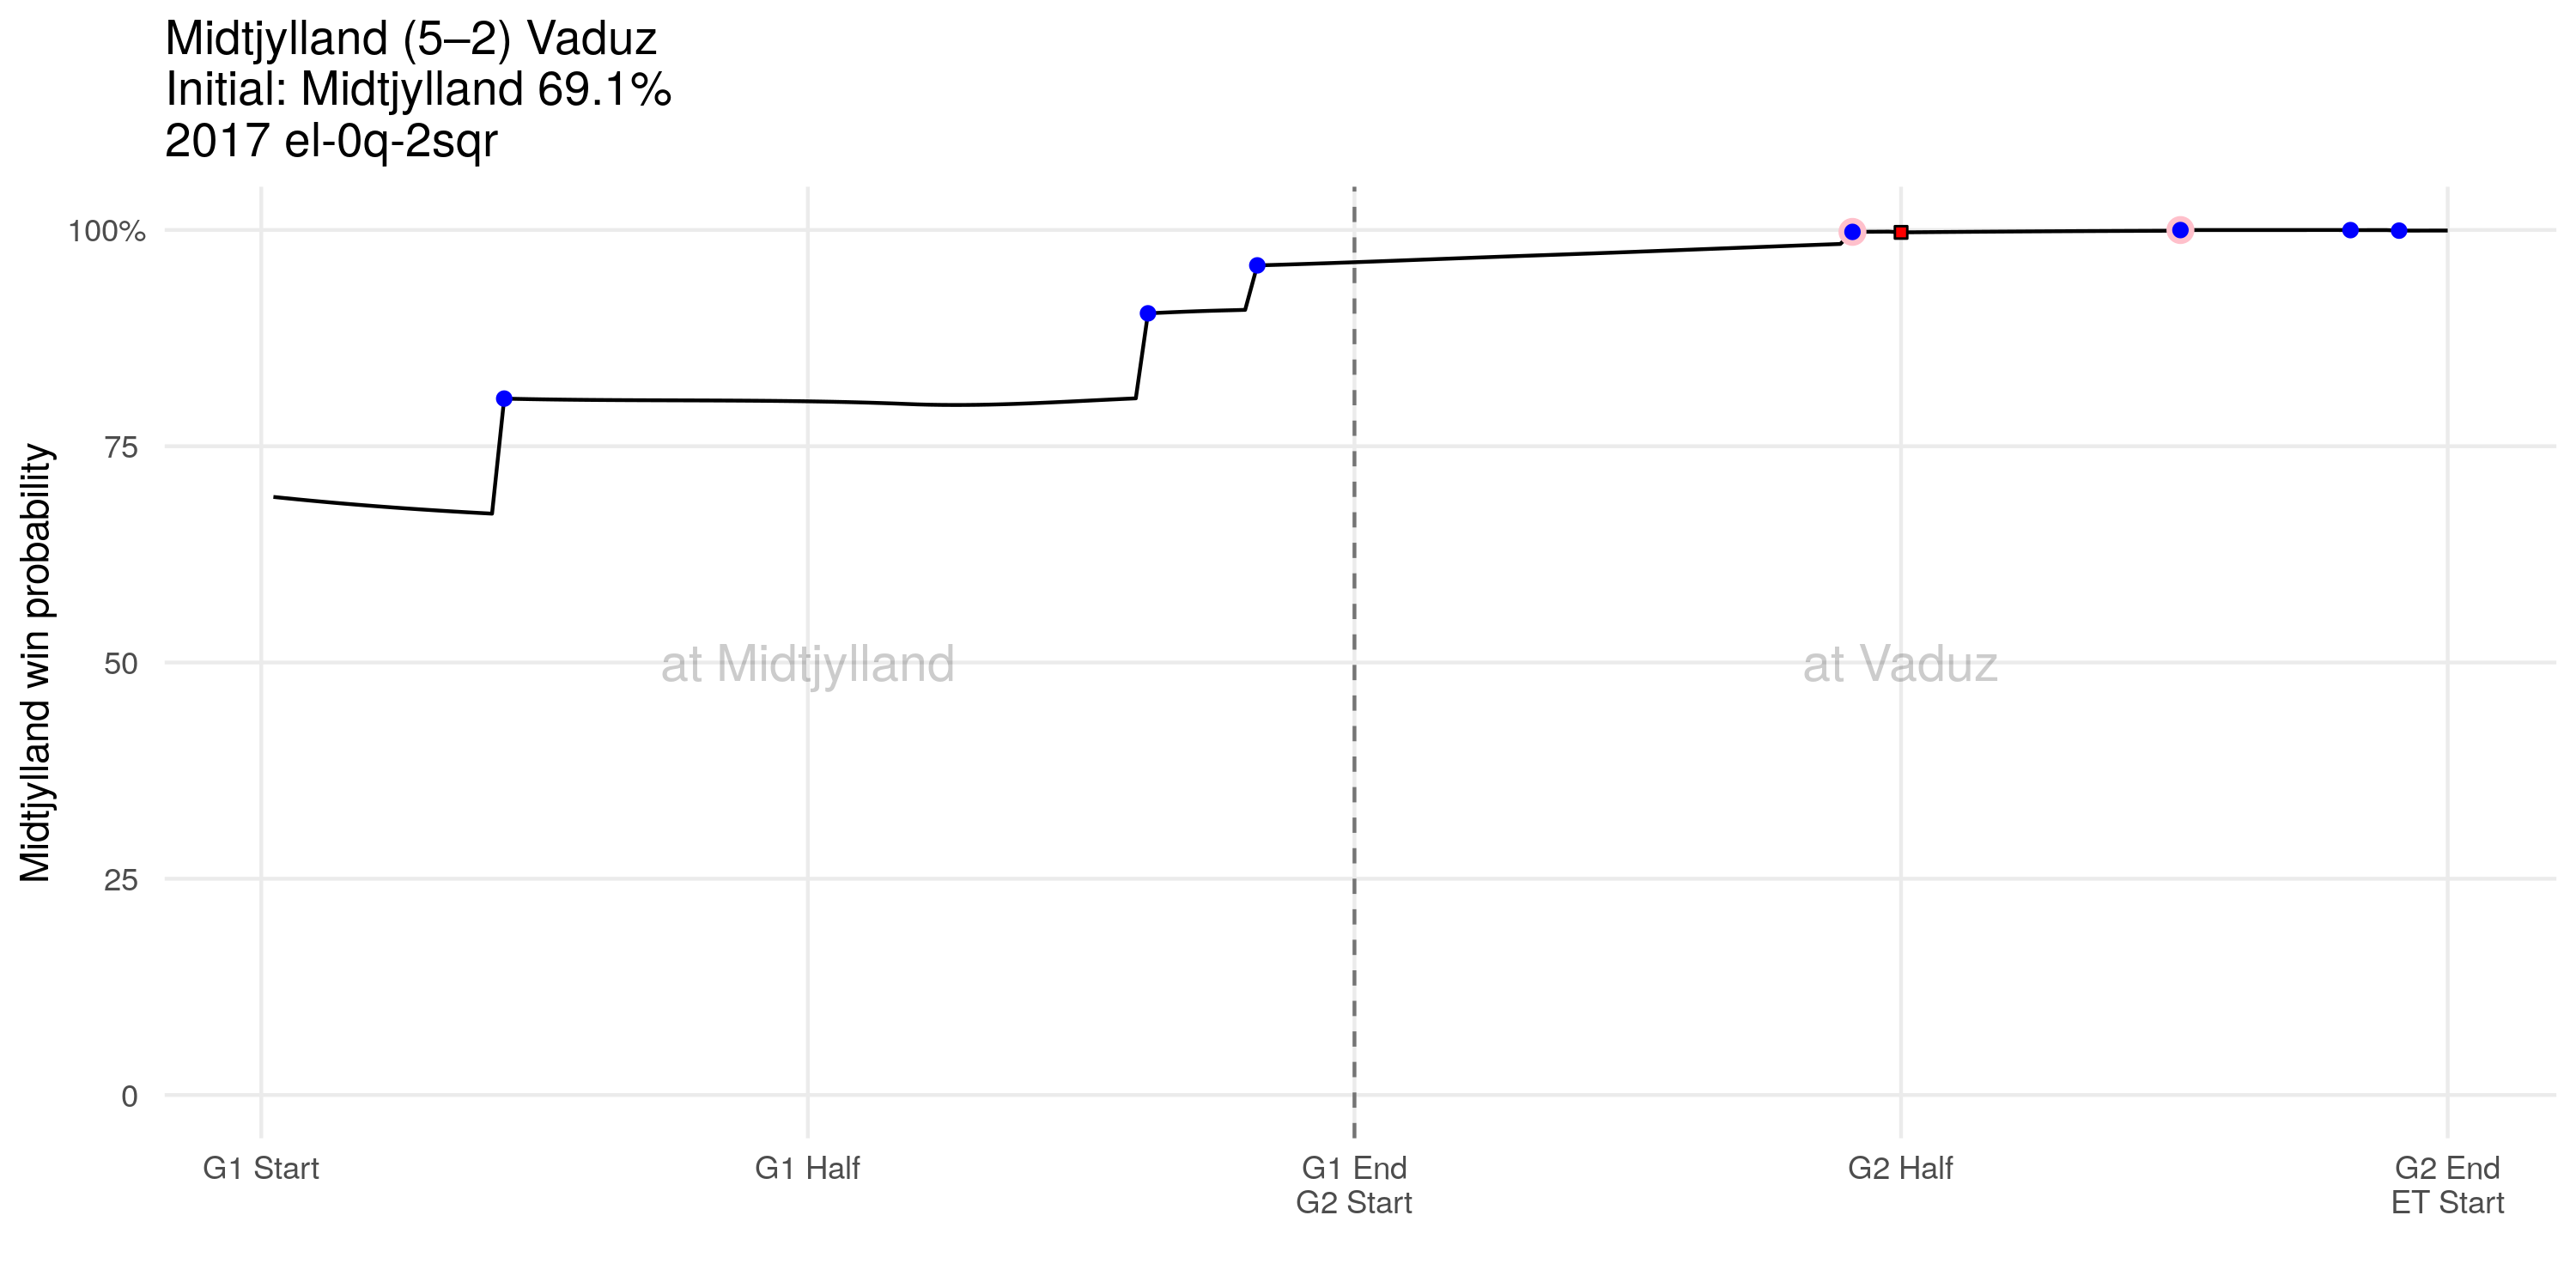 Midtjylland (5–2) Vaduz
Initial: Midtjylland 69.1%
2017 el-0q-2sqr
Midtjylland win probability
100%
75
50
25
0
at Midtjylland
at Vaduz
G1 Start
G1 Half
G1 End
G2 Start
G2 Half
G2 End
ET Start